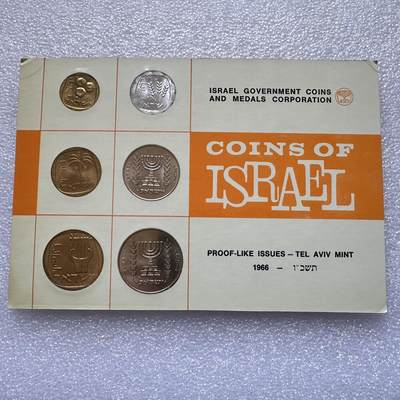 ISRAEL GOVERNMENT COINS
AND MEDALS CORPORATION
COINS OF
ISRAEL
PROOF-LIKE ISSUES – TEL AVIV MINT
1966 – תשכ"ו